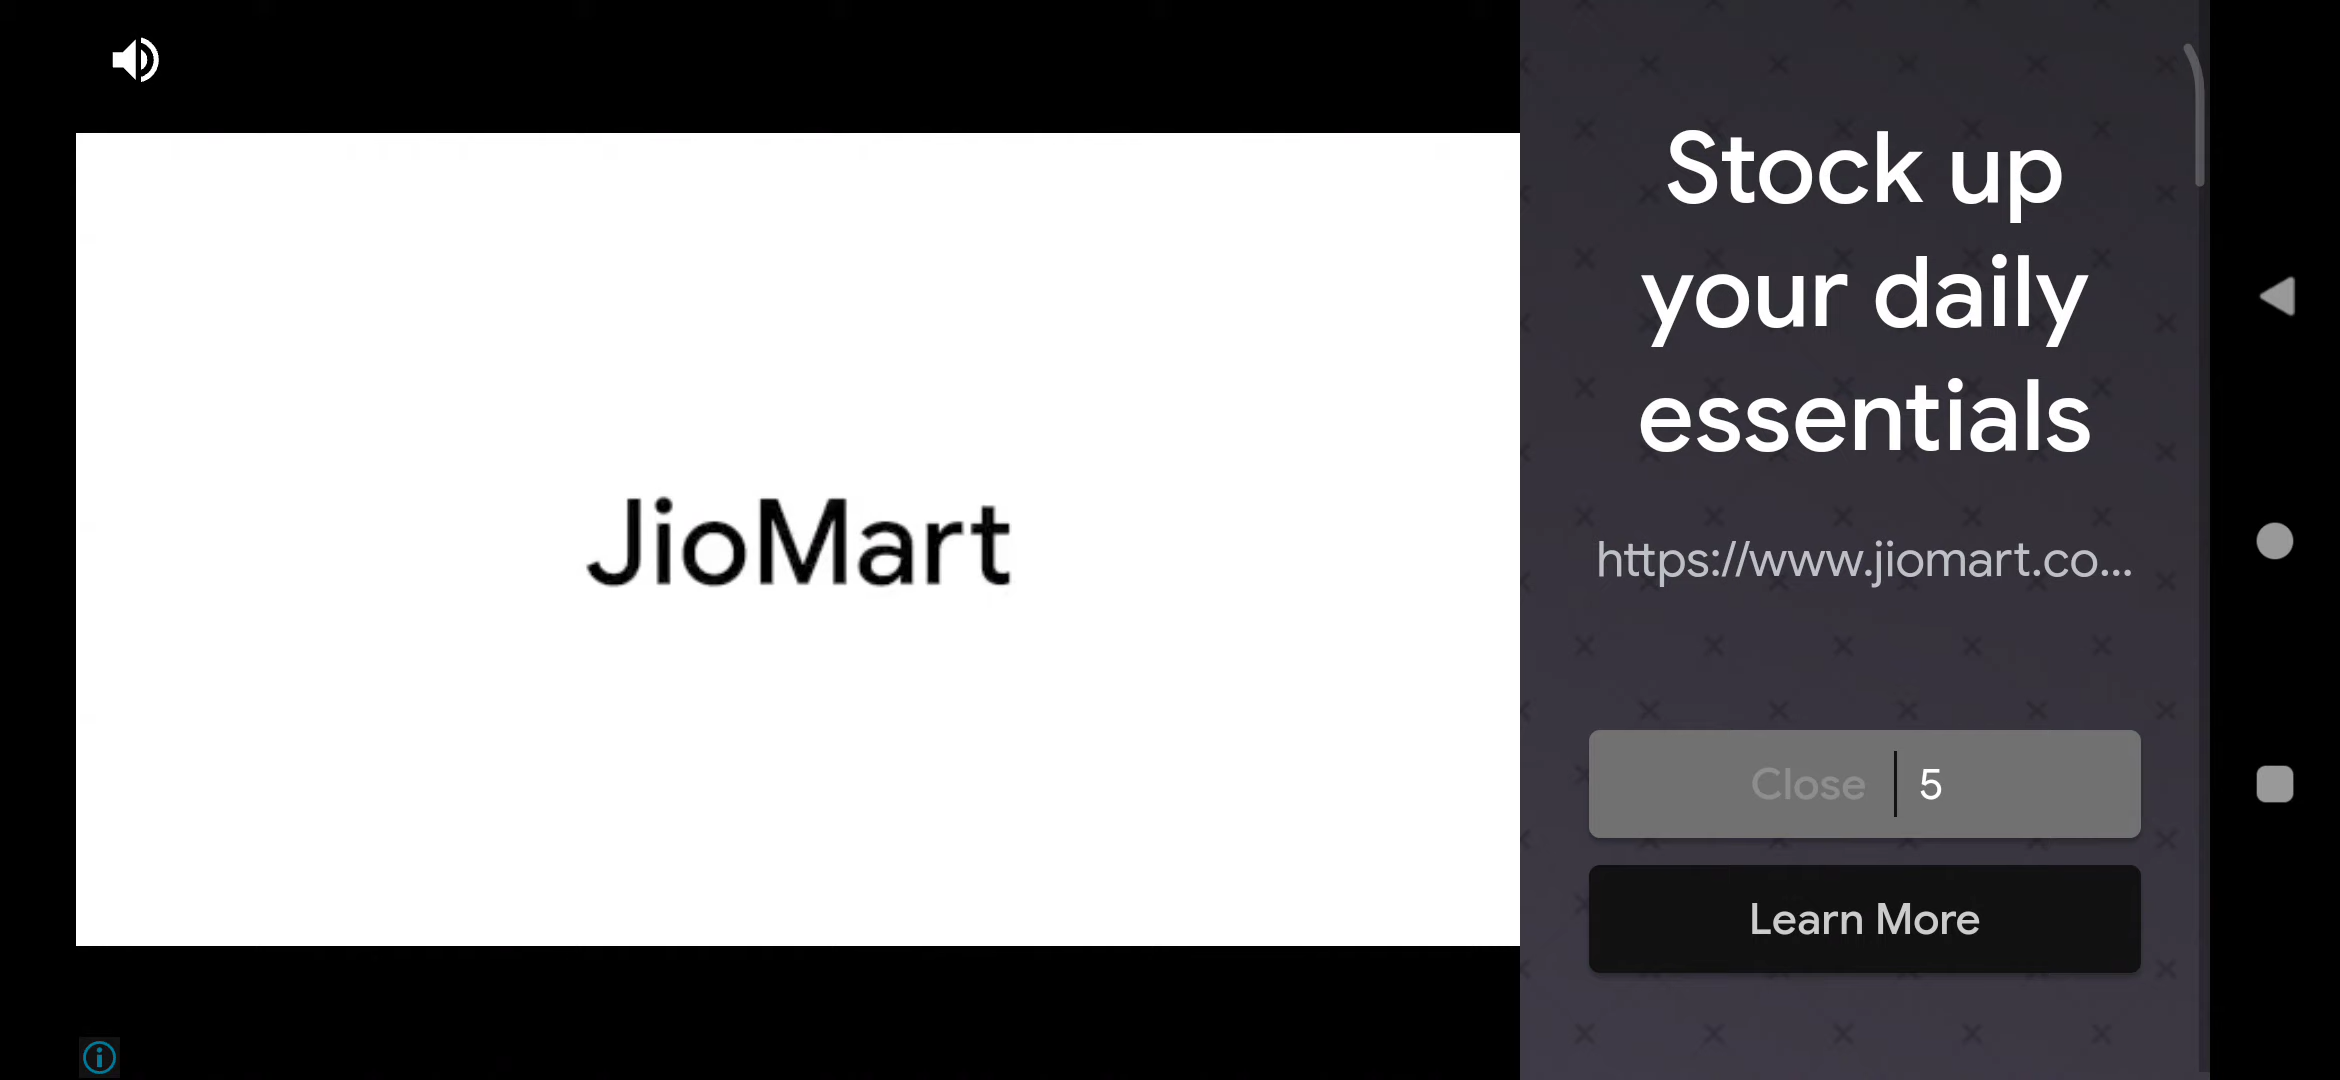 JioMart
Stock up
your daily
essentials
https://www.jiomart.co...
Close 5
Learn More